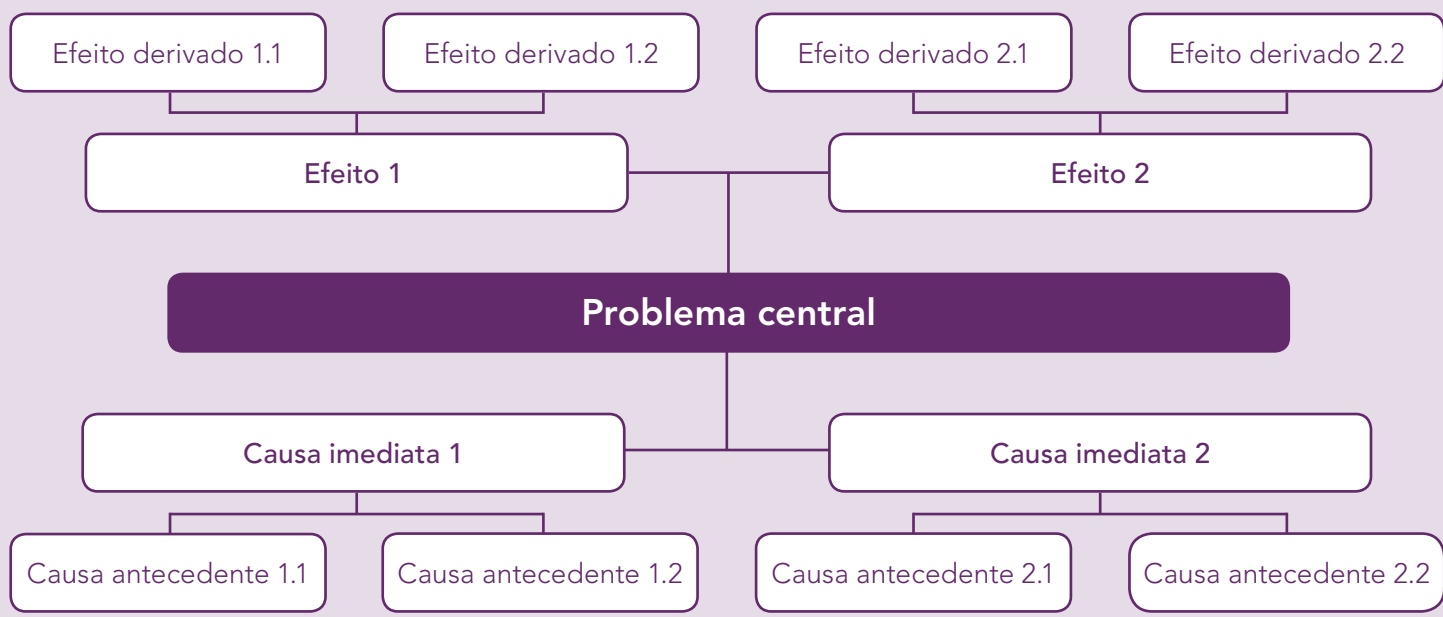 Efeito derivado 1.1
Efeito derivado 1.2
Efeito derivado 2.1
Efeito derivado 2.2
Efeito 1
Efeito 2
Problema central
Causa imediata 1
Causa imediata 2
Causa antecedente 1.1
Causa antecedente 1.2
Causa antecedente 2.1
Causa antecedente 2.2